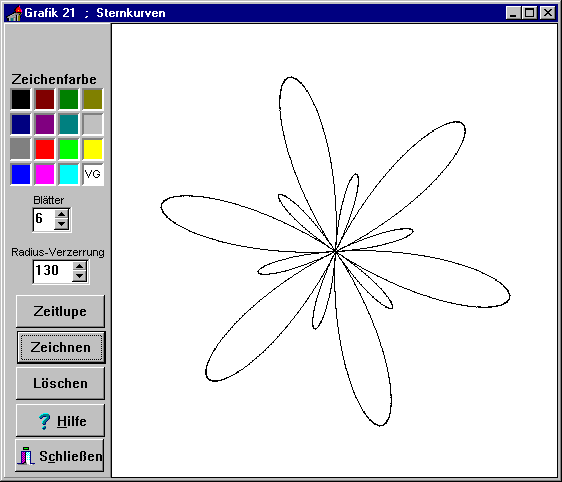 Grafik 21 ; Sternkurven
Zeichenfarbe
VG
Blätter
6
Radius-Verzerrung
130
Zeitlupe
Zeichnen
Löschen
? Hilfe
Schließen